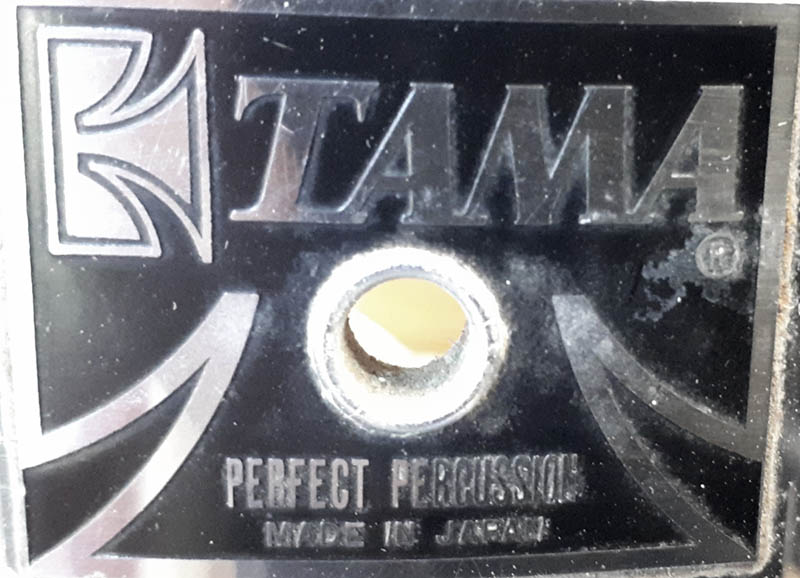 TAMA
®
PERFECT PERCUSSION
MADE IN JAPAN